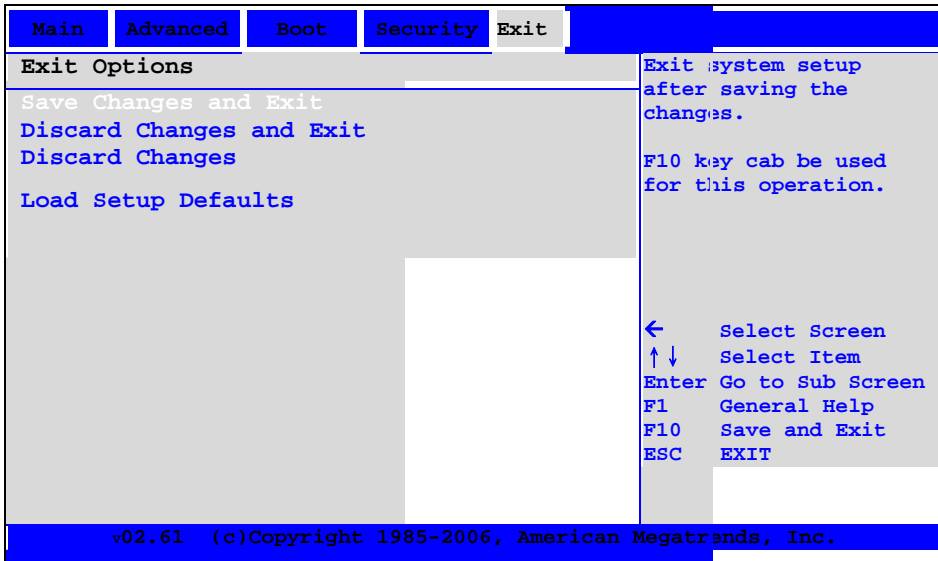 Main Advanced Boot Security Exit
Exit Options
Save Changes and Exit
Discard Changes and Exit
Discard Changes
Load Setup Defaults
Exit system setup
after saving the
changes.
F10 key cab be used
for this operation.
← Select Screen
↑↓ Select Item
Enter Go to Sub Screen
F1 General Help
F10 Save and Exit
ESC EXIT
v02.61 (c)Copyright 1985-2006, American Megatrends, Inc.